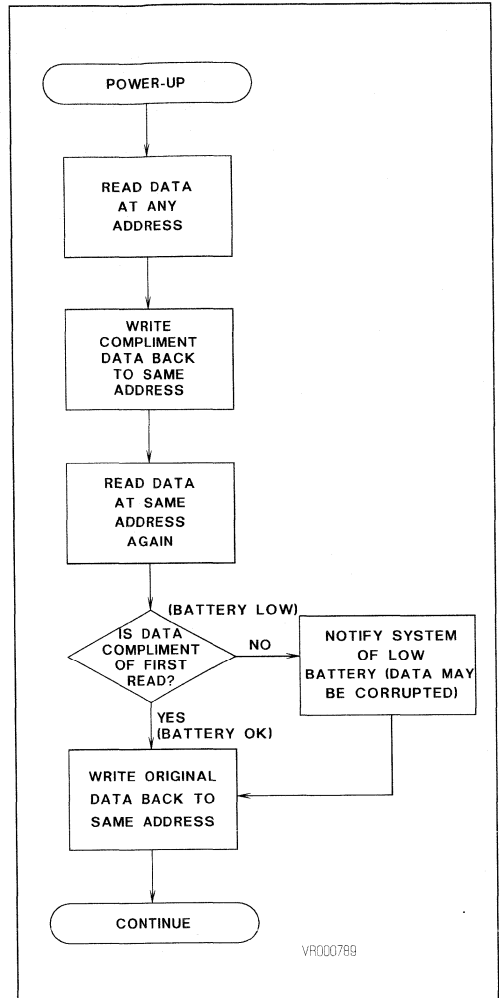 POWER-UP
READ DATA
AT ANY
ADDRESS
WRITE
COMPLIMENT
DATA BACK
TO SAME
ADDRESS
READ DATA
AT SAME
ADDRESS
AGAIN
(BATTERY LOW)
IS DATA
COMPLIMENT
OF FIRST
READ?
NO
NOTIFY SYSTEM
OF LOW
BATTERY (DATA MAY
BE CORRUPTED)
YES
(BATTERY OK)
WRITE ORIGINAL
DATA BACK TO
SAME ADDRESS
CONTINUE
VR000789